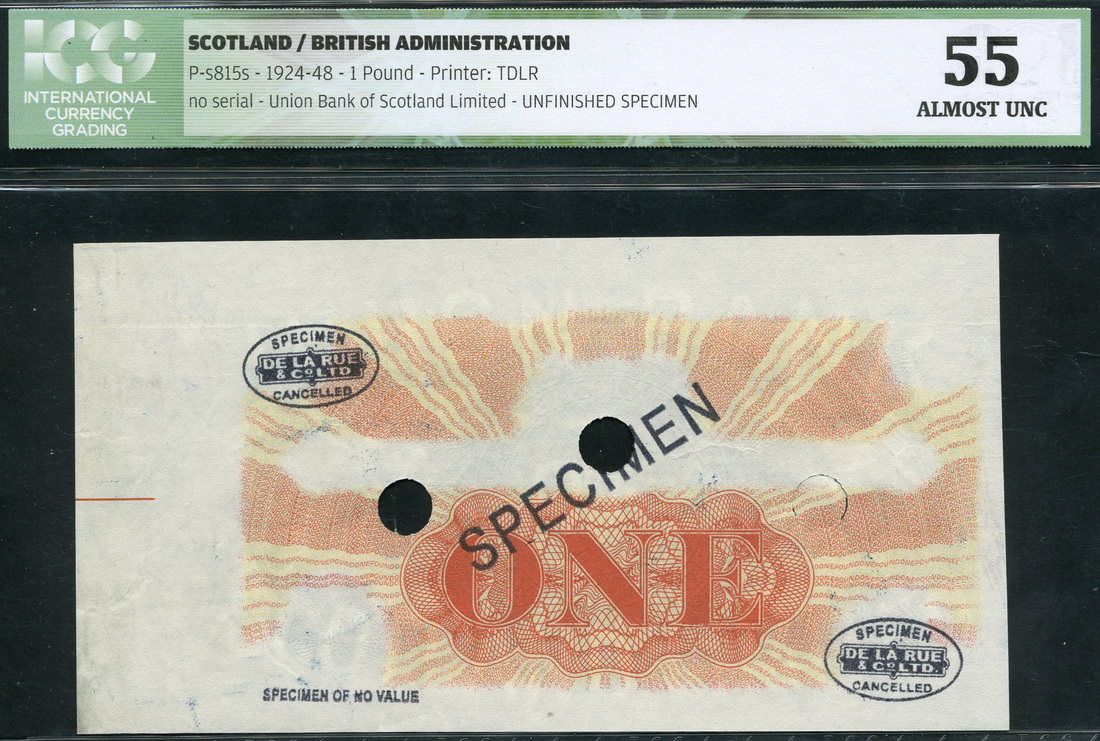 ICG
INTERNATIONAL
CURRENCY
GRADING
SCOTLAND / BRITISH ADMINISTRATION
P-s815s - 1924-48 - 1 Pound - Printer: TDLR
no serial - Union Bank of Scotland Limited - UNFINISHED SPECIMEN
55
ALMOST UNC
SPECIMEN
DE LA RUE
& Co LTD
CANCELLED
SPECIMEN
ONE
SPECIMEN
DE LA RUE
& Co LTD.
CANCELLED
SPECIMEN OF NO VALUE